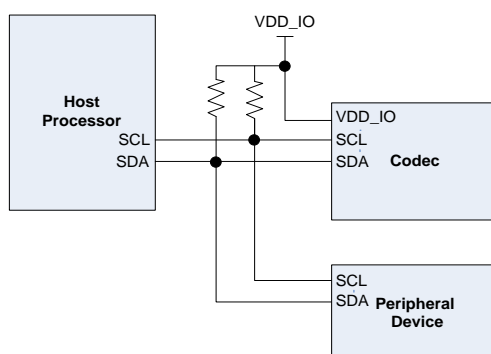 VDD_IO
Host
Processor
SCL
SDA
VDD_IO
SCL
SDA
Codec
SCL
SDA
Peripheral
Device